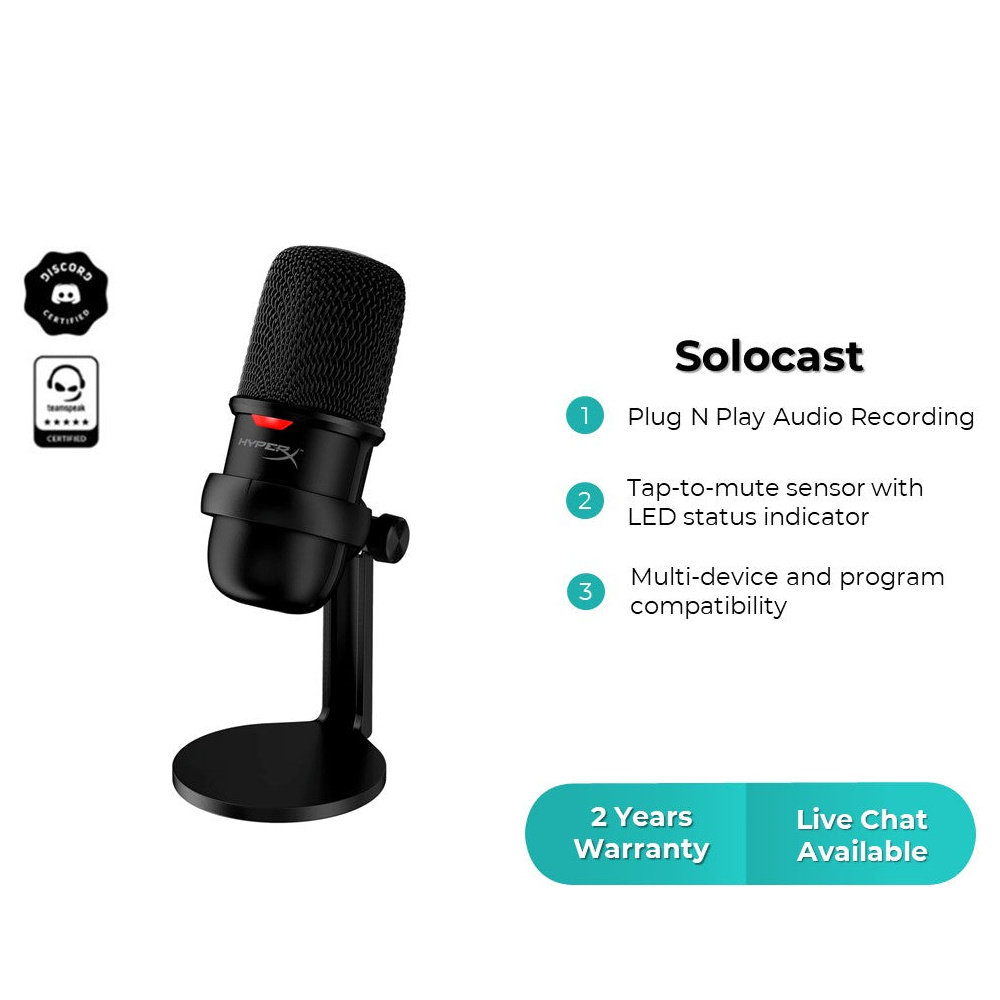 DISCORD
CERTIFIED
teamspeak
CERTIFIED
HYPERX
Solocast
1 Plug N Play Audio Recording
2 Tap-to-mute sensor with
LED status indicator
3 Multi-device and program
compatibility
2 Years
Warranty
Live Chat
Available